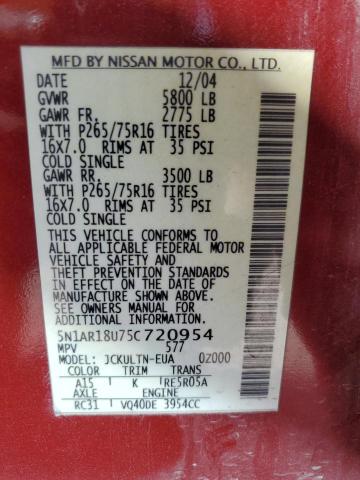 MFD BY NISSAN MOTOR CO., LTD.
DATE 12/04
GVWR 5800 LB
GAWR FR. 2775 LB
WITH P265/75R16 TIRES
16X7.0 RIMS AT 35 PSI
COLD SINGLE
GAWR RR. 3500 LB
WITH P265/75R16 TIRES
16X7.0 RIMS AT 35 PSI
COLD SINGLE
THIS VEHICLE CONFORMS TO
ALL APPLICABLE FEDERAL MOTOR
VEHICLE SAFETY AND
THEFT PREVENTION STANDARDS
IN EFFECT ON THE DATE OF
MANUFACTURE SHOWN ABOVE.
SEE OWNERS MANUAL FOR
ADDITIONAL INFORMATION.
5N1AR18U75C720954
MPV 577
MODEL: JCKULTN-EUA 0Z000
COLOR TRIM TRANS
A15 K RE5R05A
AXLE ENGINE
RC31 VQ40DE 3954CC